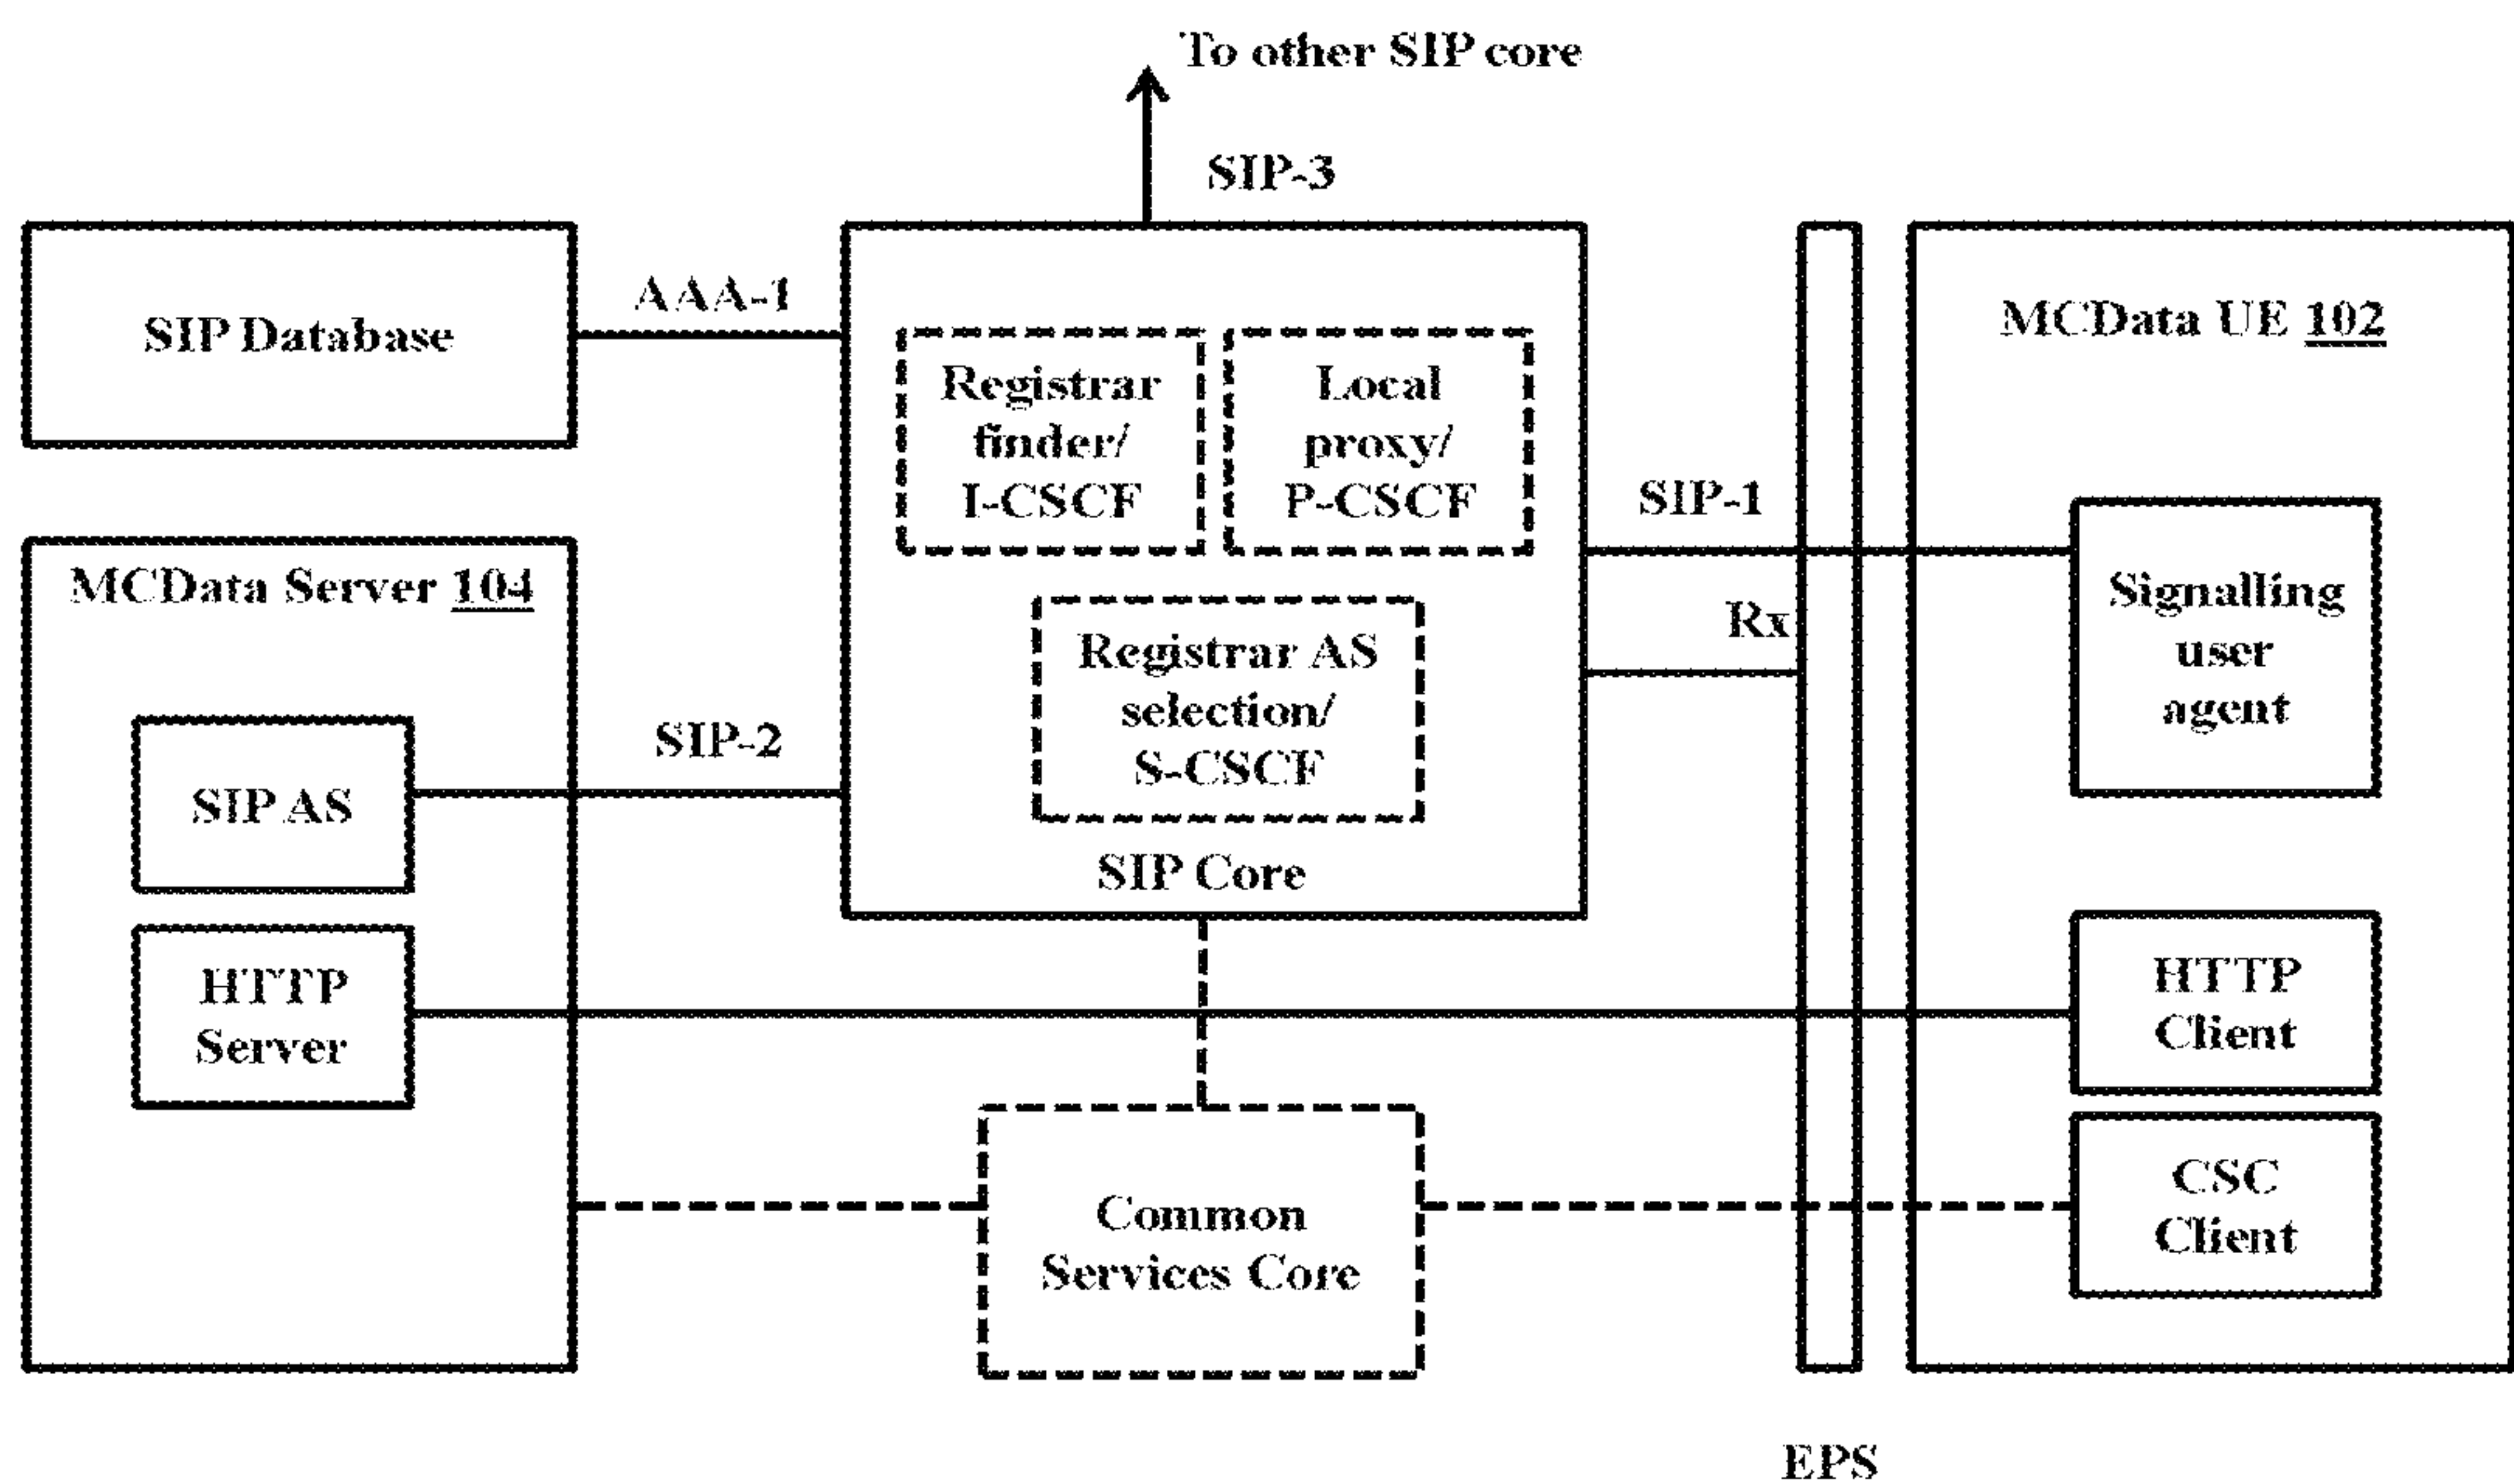 To other SIP core
SIP-3
SIP Database
AAA-1
Registrar
finder/
I-CSCF
Local
proxy/
P-CSCF
Registrar AS
selection/
S-CSCF
SIP Core
SIP-1
Rx
MCData UE 102
Signalling
user
agent
MCData Server 104
SIP AS
SIP-2
HTTP
Server
HTTP
Client
Common
Services Core
CSC
Client
EPS